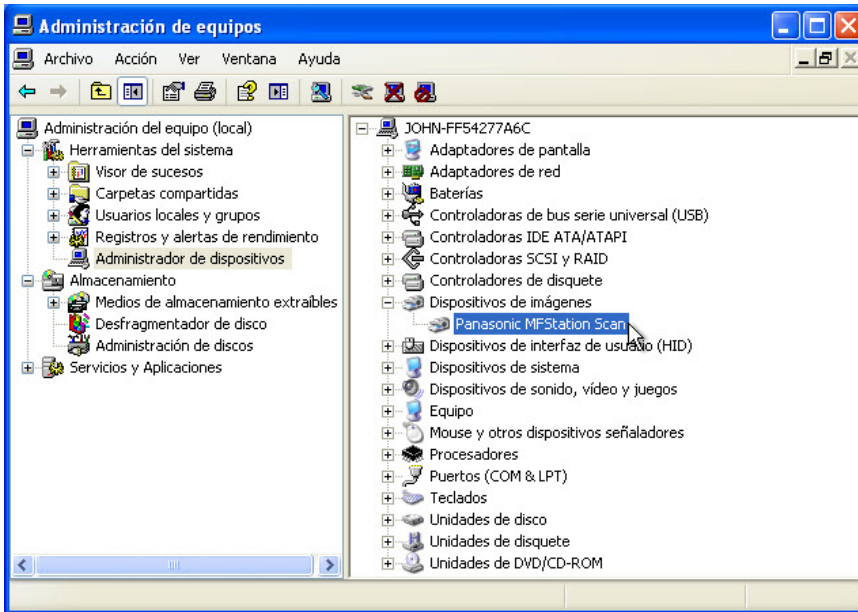 Administración de equipos
Archivo Acción Ver Ventana Ayuda
Administración del equipo (local)
Herramientas del sistema
Visor de sucesos
Carpetas compartidas
Usuarios locales y grupos
Registros y alertas de rendimiento
Administrador de dispositivos
Almacenamiento
Medios de almacenamiento extraíbles
Desfragmentador de disco
Administración de discos
Servicios y Aplicaciones
JOHN-FF54277A6C
Adaptadores de pantalla
Adaptadores de red
Baterías
Controladoras de bus serie universal (USB)
Controladoras IDE ATA/ATAPI
Controladoras SCSI y RAID
Controladores de disquete
Dispositivos de imágenes
Panasonic MFStation Scan
Dispositivos de interfaz de usuario (HID)
Dispositivos de sistema
Dispositivos de sonido, vídeo y juegos
Equipo
Mouse y otros dispositivos señaladores
Procesadores
Puertos (COM & LPT)
Teclados
Unidades de disco
Unidades de disquete
Unidades de DVD/CD-ROM